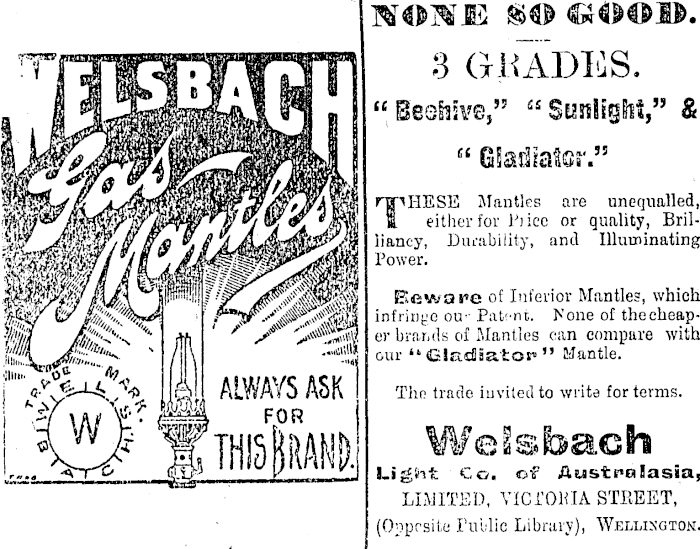 WELSBACH
Gas
Mantles
TRADE MARK.
WELSBACH
W
ALWAYS ASK
FOR
THIS BRAND.
NONE SO GOOD.
3 GRADES.
“Beehive,” “Sunlight,” &
“Gladiator.”
THESE Mantles are unequalled,
either for Price or quality, Bril-
liancy, Durability, and Illuminating
Power.
Beware of Inferior Mantles, which
infringe our Patent. None of the cheap-
er brands of Mantles can compare with
our “Gladiator” Mantle.
The trade invited to write for terms.
Welsbach
Light Co. of Australasia,
LIMITED, VICTORIA STREET,
(Opposite Public Library), WELLINGTON.